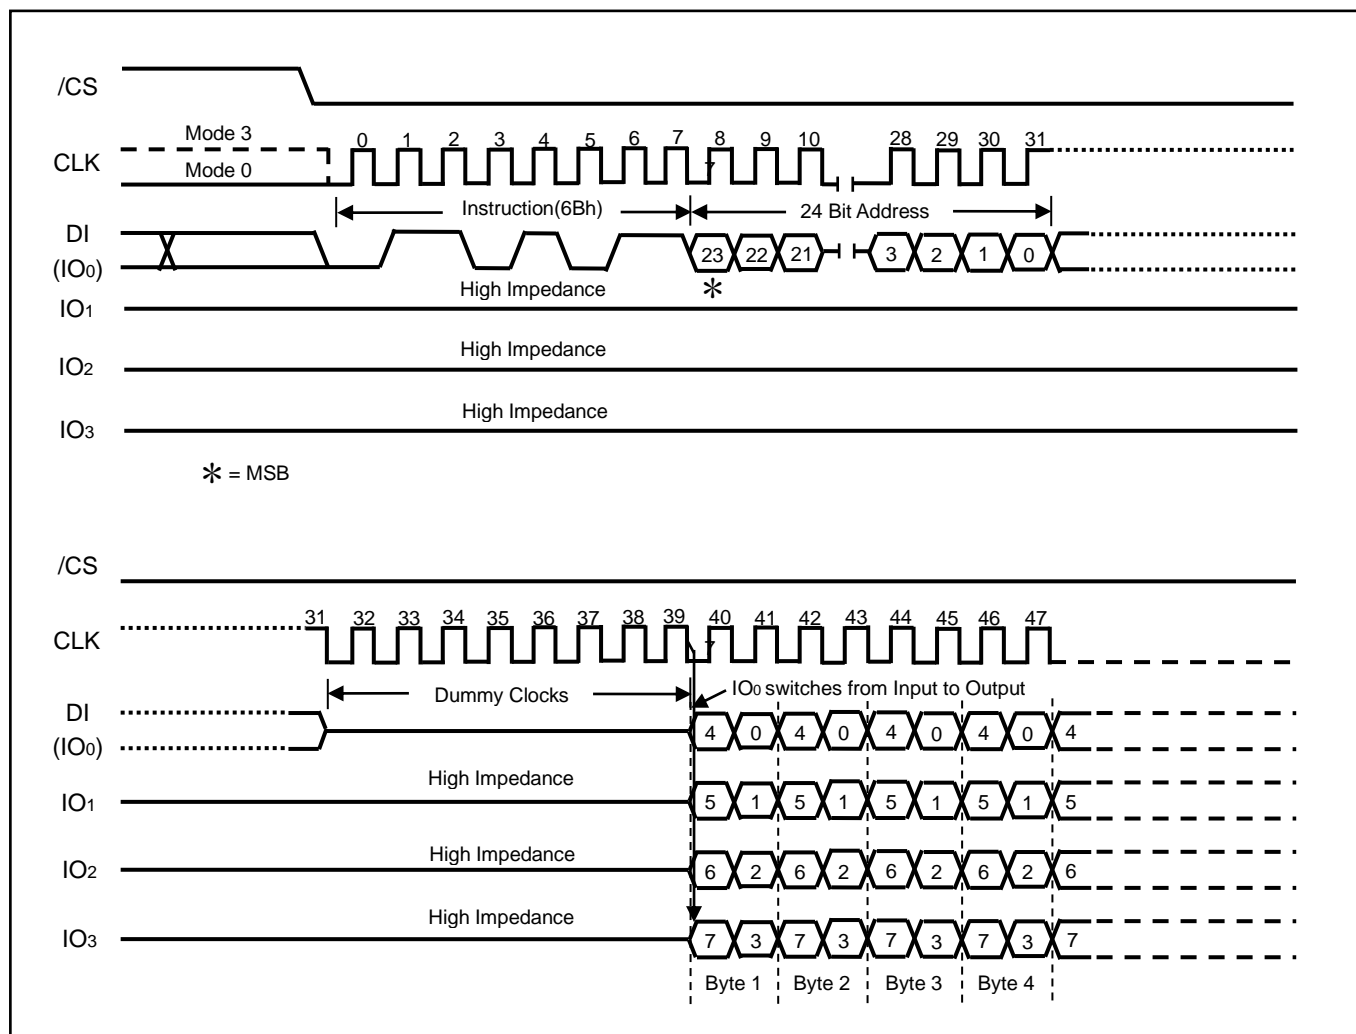 /CS
Mode 3
CLK
Mode 0
0 1 2 3 4 5 6 7 8 9 10 28 29 30 31
7
Instruction(6Bh) 24 Bit Address
DI
(IO0)
23 22 21 3 2 1 0
High Impedance *
IO1
High Impedance
IO2
High Impedance
IO3
* = MSB
/CS
31 32 33 34 35 36 37 38 39 40 41 42 43 44 45 46 47
CLK
7
Dummy Clocks
IO0 switches from Input to Output
DI
(IO0)
4 0 4 0 4 0 4 0 4
High Impedance
IO1 5 1 5 1 5 1 5 1 5
High Impedance
IO2 6 2 6 2 6 2 6 2 6
High Impedance
IO3 7 3 7 3 7 3 7 3 7
Byte 1 Byte 2 Byte 3 Byte 4